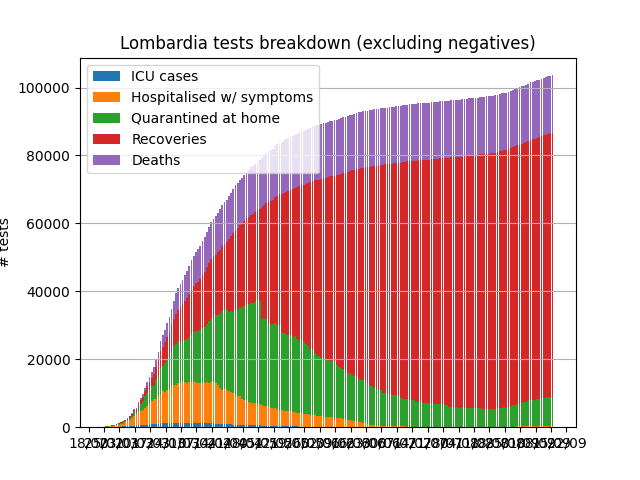 Lombardia tests breakdown (excluding negatives)
ICU cases
Hospitalised w/ symptoms
Quarantined at home
Recoveries
Deaths
100000
80000
60000
40000
20000
0
# tests